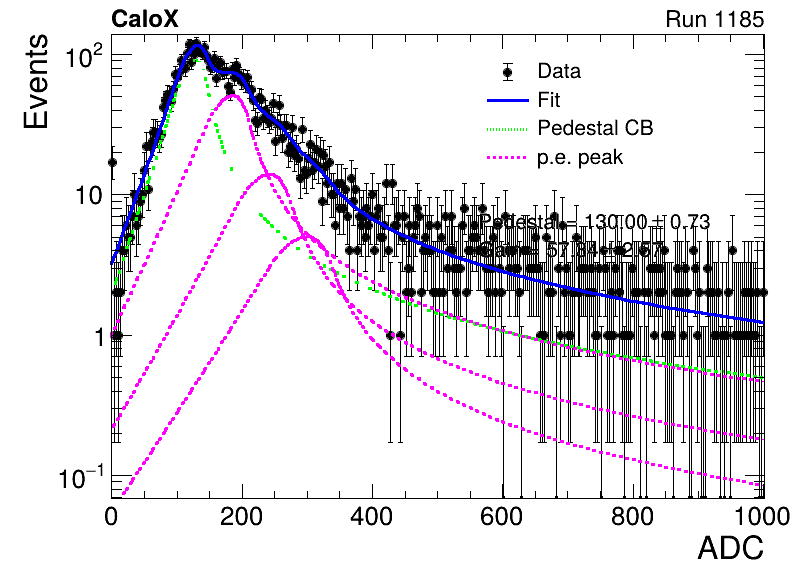 CaloX Run 1185
Events
10²
10
1
10⁻¹
Data
Fit
Pedestal CB
p.e. peak
Pedestal = 130.00 ± 0.73
0 200 400 600 800 1000
ADC